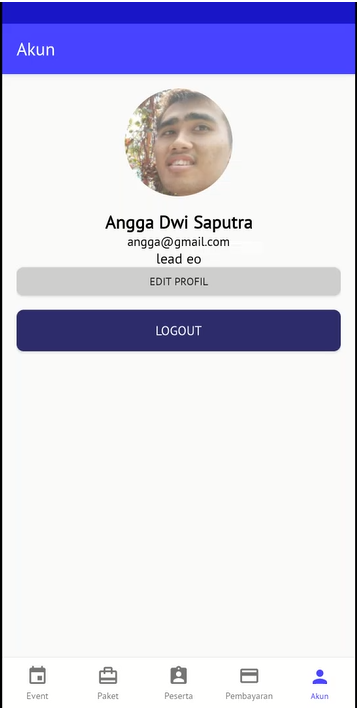 Akun
Angga Dwi Saputra
angga@gmail.com
lead eo
EDIT PROFIL
LOGOUT
Event
Paket
Peserta
Pembayaran
Akun